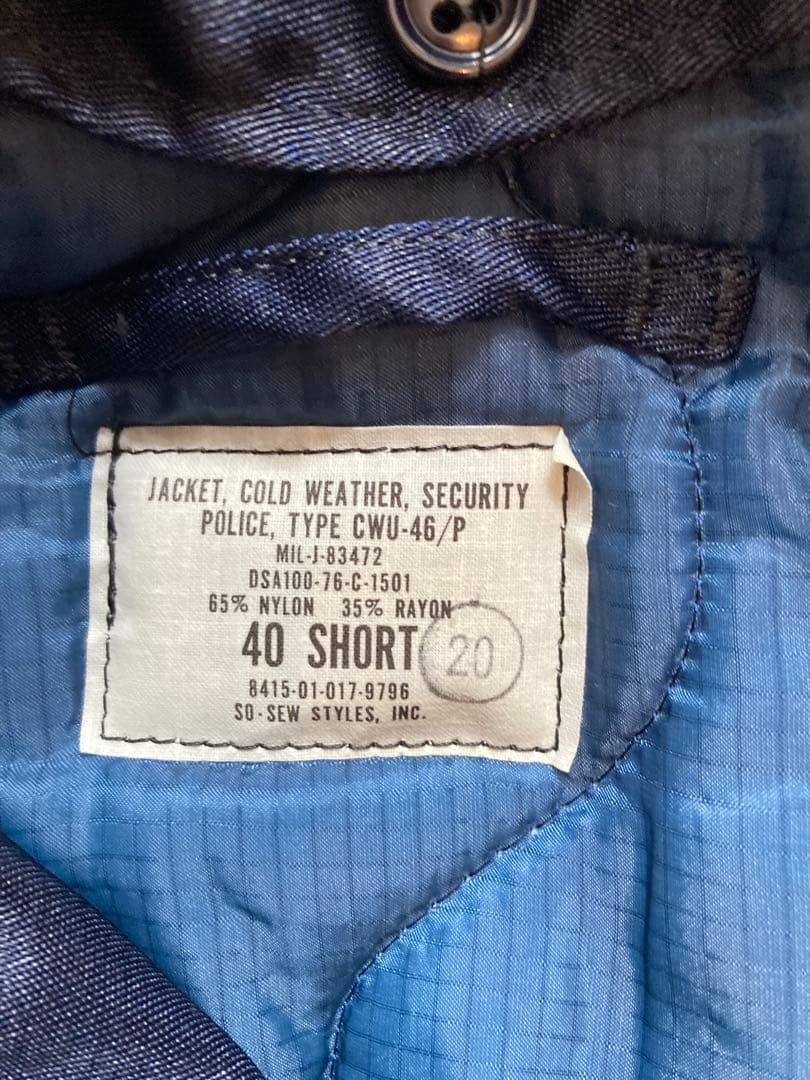 JACKET, COLD WEATHER, SECURITY
POLICE, TYPE CWU-46/P
MIL-J-83472
DSA100-76-C-1501
65% NYLON 35% RAYON
40 SHORT 20
8415-01-017-9796
SO-SEW STYLES, INC.